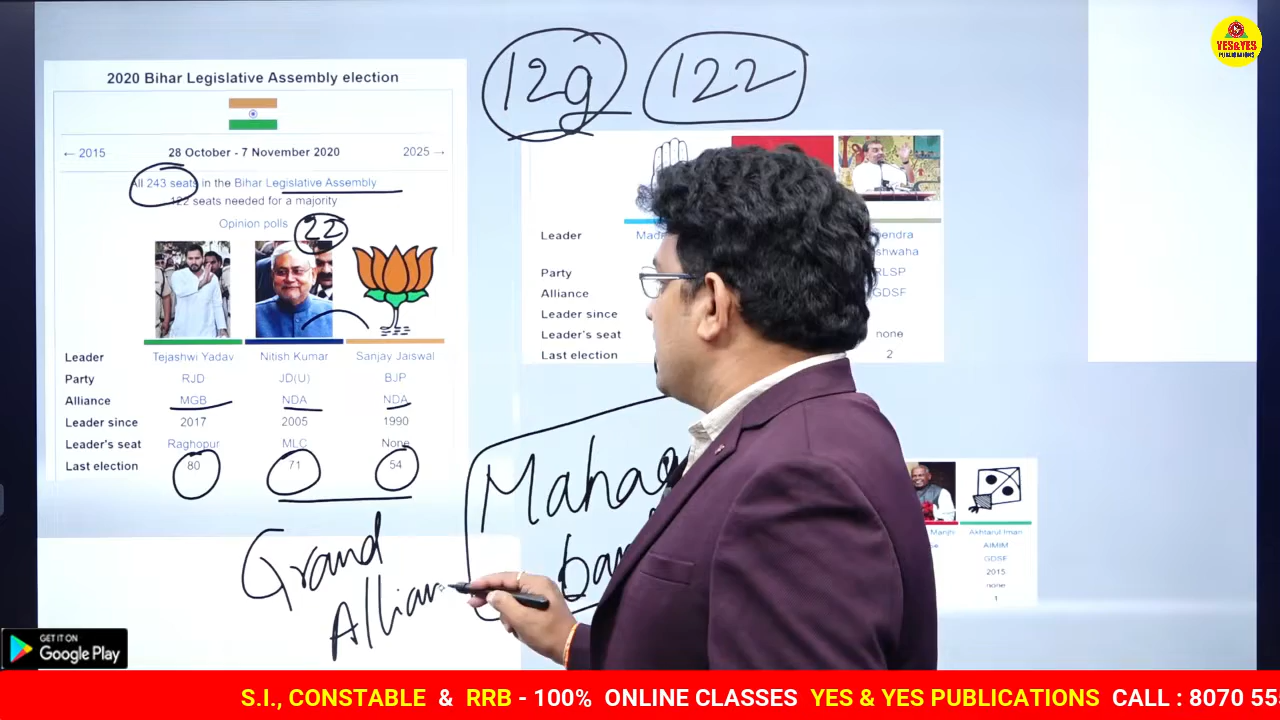 YES&YES
PUBLICATIONS
129
122
2020 Bihar Legislative Assembly election
← 2015
28 October - 7 November 2020
2025 →
All 243 seats in the Bihar Legislative Assembly
122 seats needed for a majority
Opinion polls
22
Leader Tejashwi Yadav Nitish Kumar Sanjay Jaiswal
Party RJD JD(U) BJP
Alliance MGB NDA NDA
Leader since 2017 2005 1990
Leader's seat Raghopur MLC None
Last election 80 71 54
Leader
Party RLSP
Alliance GDSF
Leader since
Leader's seat none
Last election 2
Manjhi Akhtarul Iman
AIMIM
GDSF
2015
none
1
Grand
GET IT ON
Google Play
S.I., CONSTABLE & RRB - 100% ONLINE CLASSES YES & YES PUBLICATIONS CALL : 8070 55